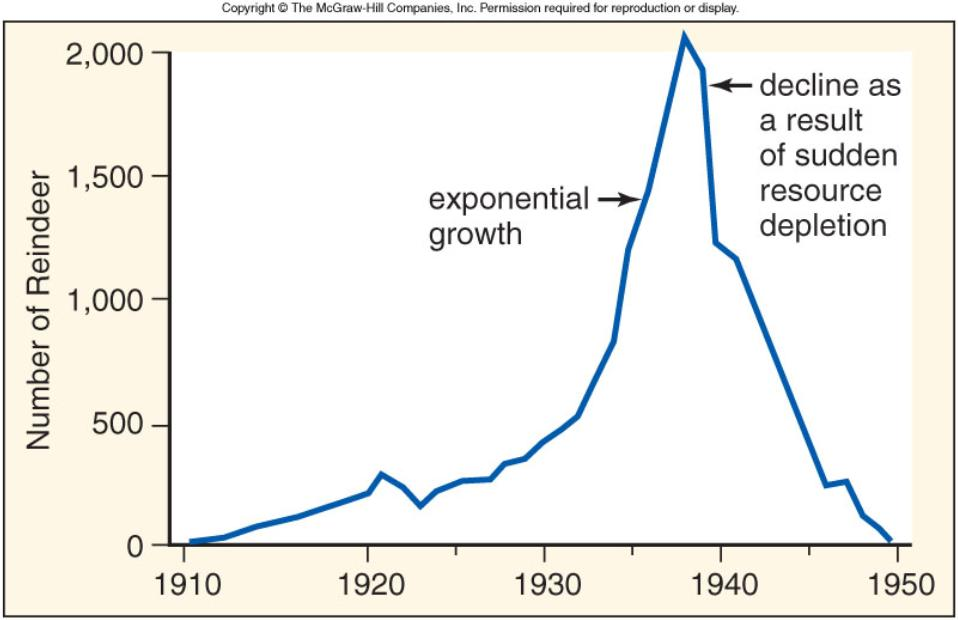 Copyright © The McGraw-Hill Companies, Inc. Permission required for reproduction or display.
2,000
1,500
1,000
500
0
Number of Reindeer
exponential
growth
decline as
a result
of sudden
resource
depletion
1910
1920
1930
1940
1950